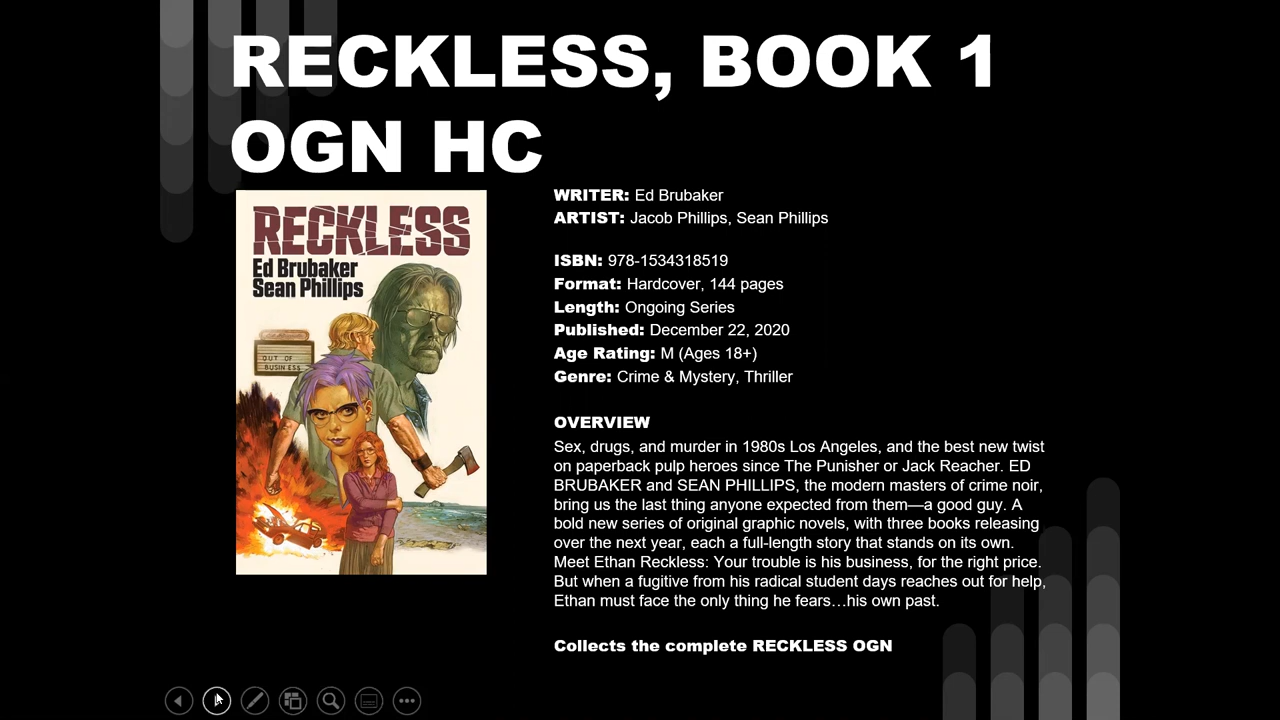 RECKLESS, BOOK 1
OGN HC
RECKLESS
Ed Brubaker
Sean Phillips
OUT OF
BUSINESS
WRITER: Ed Brubaker
ARTIST: Jacob Phillips, Sean Phillips
ISBN: 978-1534318519
Format: Hardcover, 144 pages
Length: Ongoing Series
Published: December 22, 2020
Age Rating: M (Ages 18+)
Genre: Crime & Mystery, Thriller
OVERVIEW
Sex, drugs, and murder in 1980s Los Angeles, and the best new twist
on paperback pulp heroes since The Punisher or Jack Reacher. ED
BRUBAKER and SEAN PHILLIPS, the modern masters of crime noir,
bring us the last thing anyone expected from them—a good guy. A
bold new series of original graphic novels, with three books releasing
over the next year, each a full-length story that stands on its own.
Meet Ethan Reckless: Your trouble is his business, for the right price.
But when a fugitive from his radical student days reaches out for help,
Ethan must face the only thing he fears…his own past.
Collects the complete RECKLESS OGN